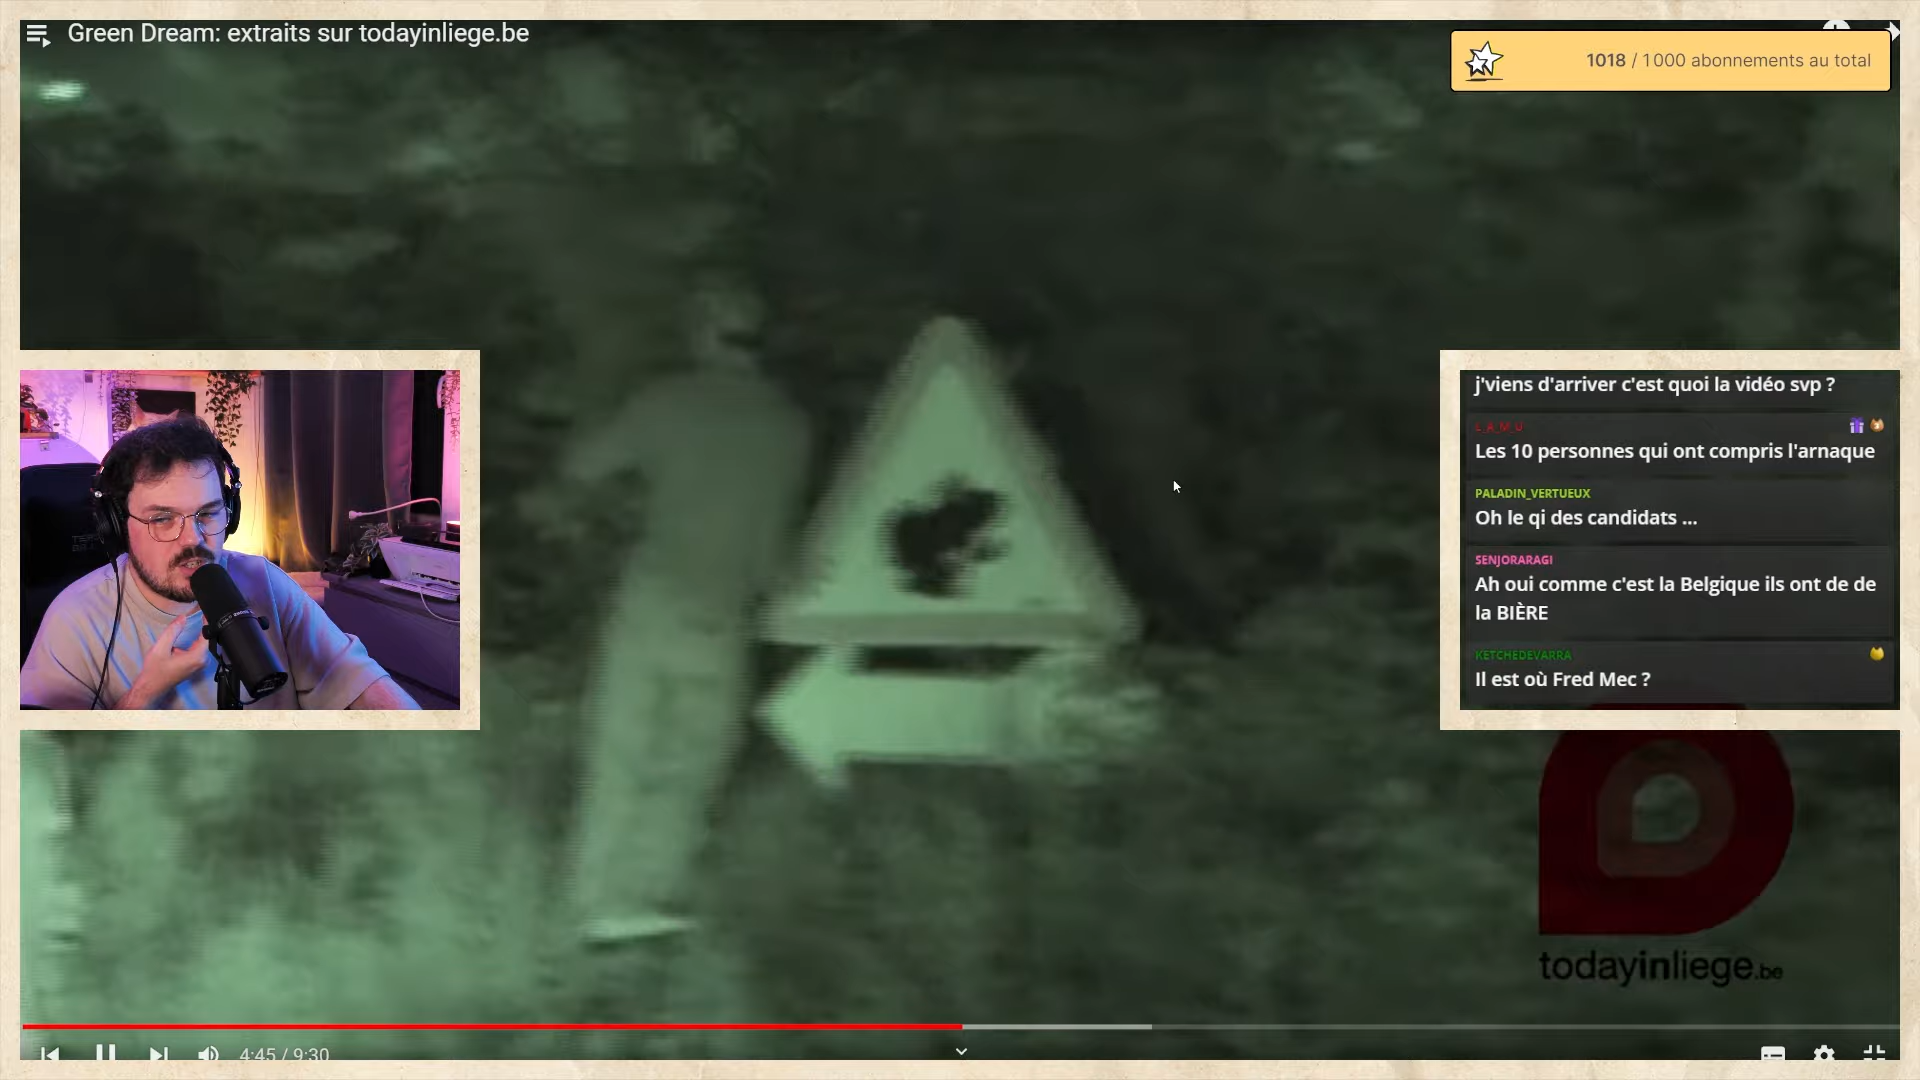 Green Dream: extraits sur todayinliege.be
1018 / 1000 abonnements au total
j'viens d'arriver c'est quoi la vidéo svp ?
L_A_M_U
Les 10 personnes qui ont compris l'arnaque
PALADIN_VERTUEUX
Oh le qi des candidats ...
SENJORARAGI
Ah oui comme c'est la Belgique ils ont de de
la BIÈRE
KETCHEDEVARRA
Il est où Fred Mec ?
todayinliege.be
4:45 / 9:30